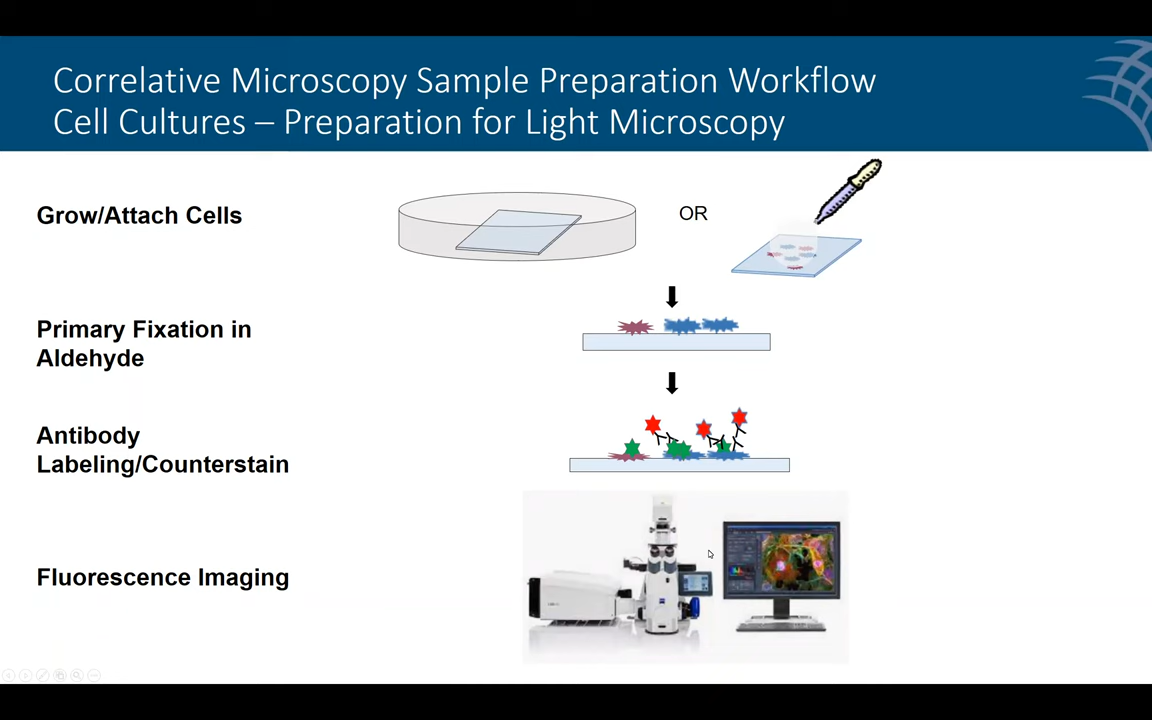 Correlative Microscopy Sample Preparation Workflow
Cell Cultures – Preparation for Light Microscopy
Grow/Attach Cells
OR
Primary Fixation in
Aldehyde
Antibody
Labeling/Counterstain
Fluorescence Imaging